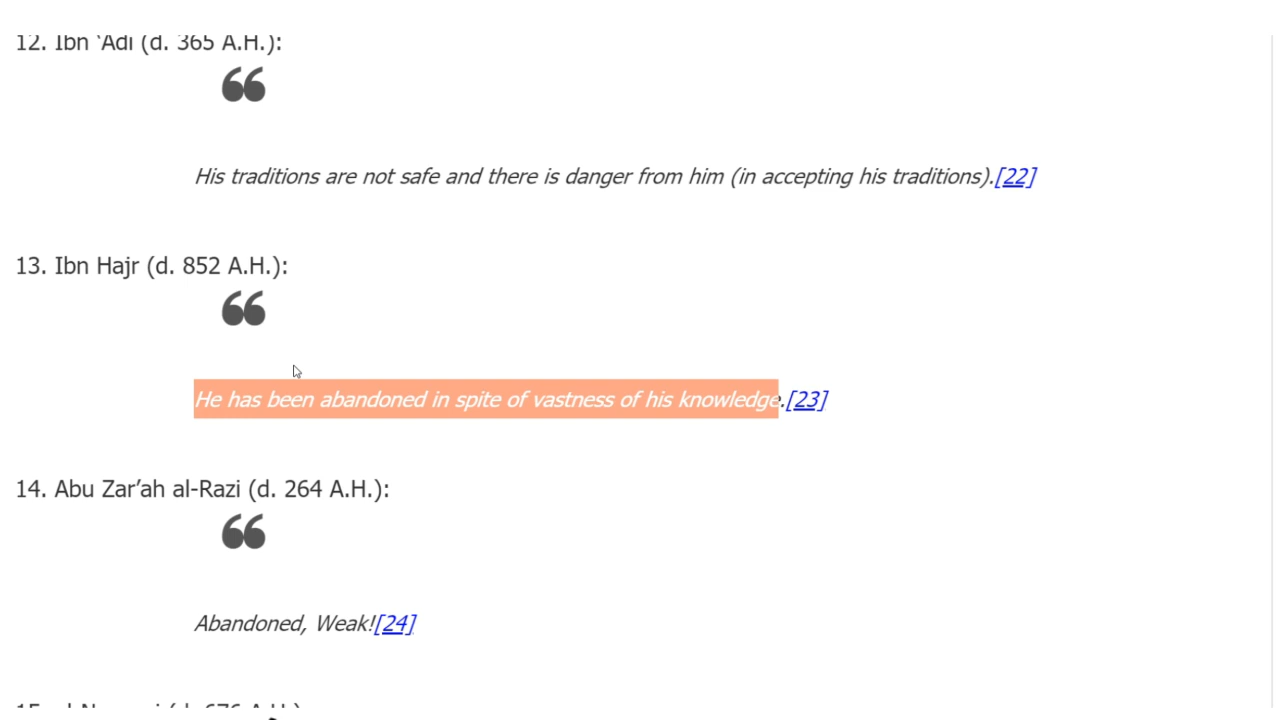 12. Ibn 'Adi (d. 365 A.H.):
❝
His traditions are not safe and there is danger from him (in accepting his traditions).[22]
13. Ibn Hajr (d. 852 A.H.):
❝
He has been abandoned in spite of vastness of his knowledge.[23]
14. Abu Zar’ah al-Razi (d. 264 A.H.):
❝
Abandoned, Weak![24]